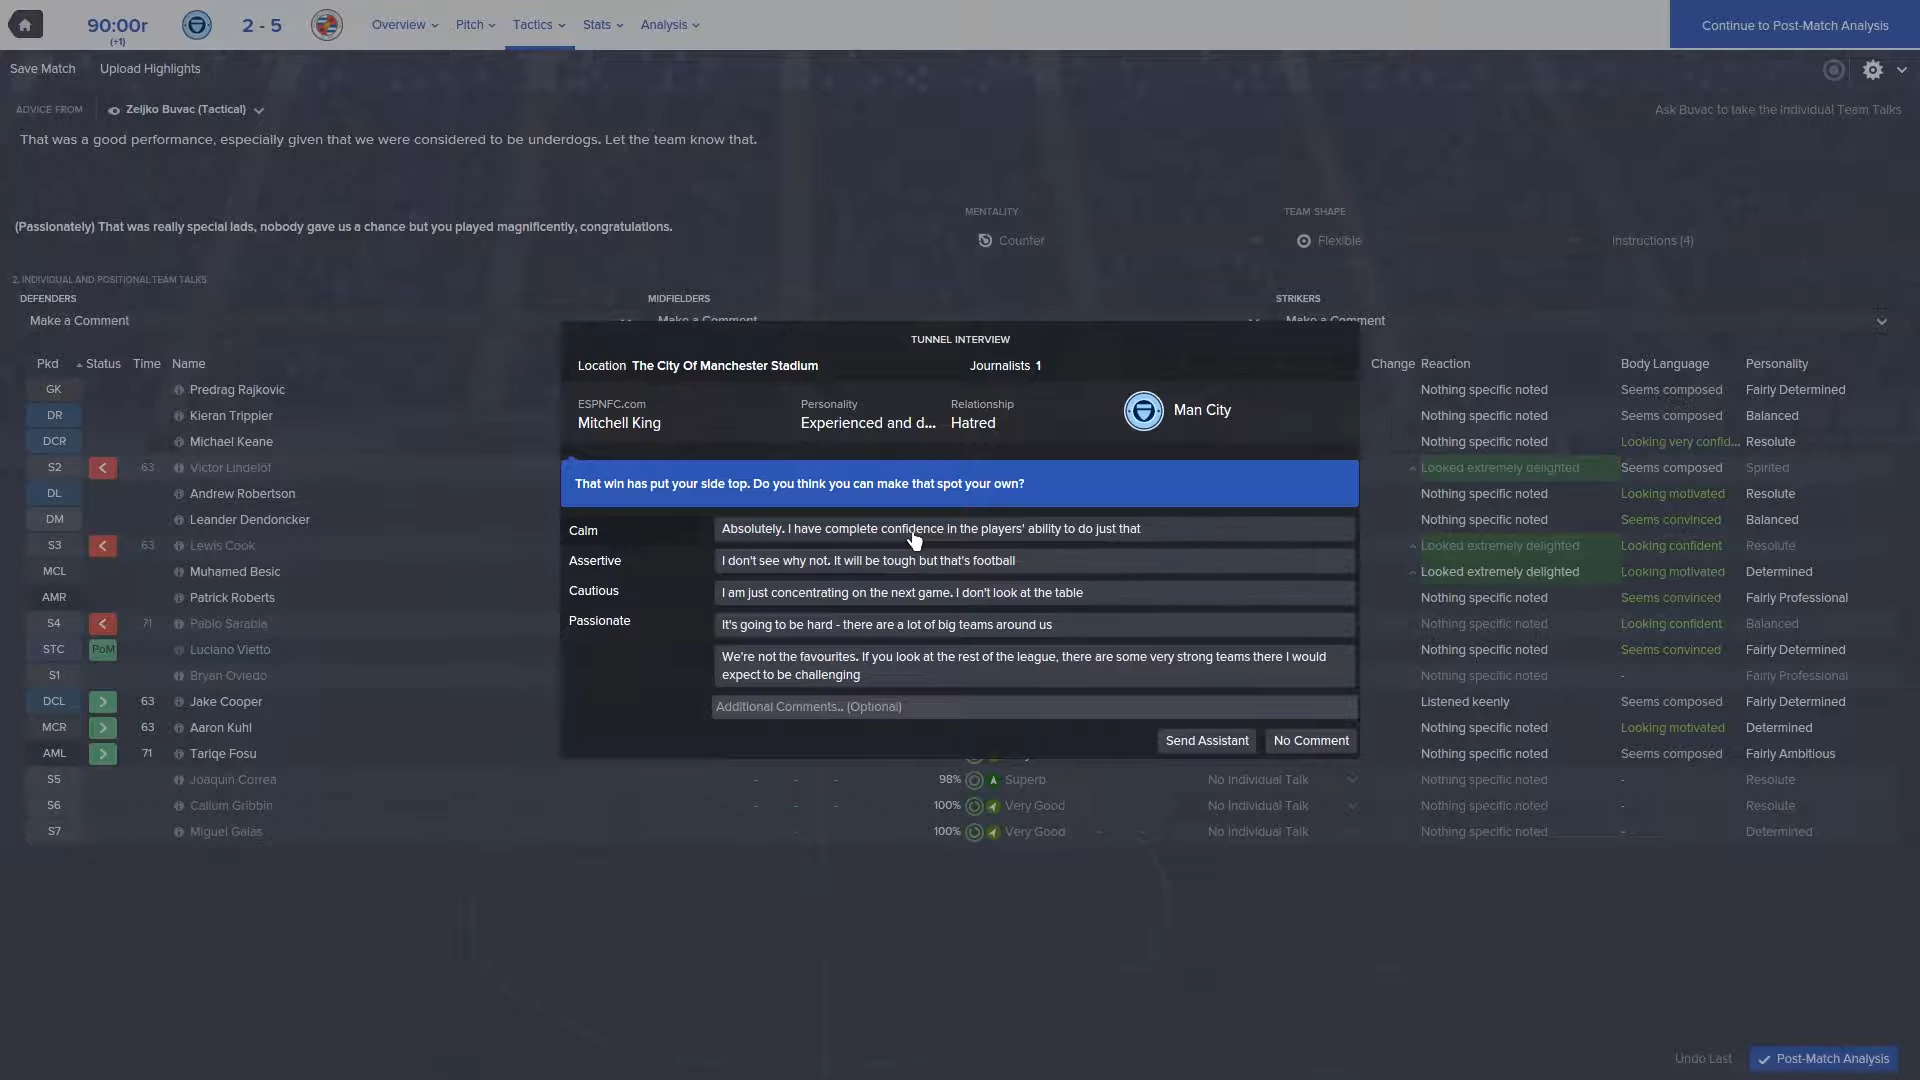 90:00r
(+1)
2 - 5
Overview
Pitch
Tactics
Stats
Analysis
Continue to Post-Match Analysis
Save Match
Upload Highlights
ADVICE FROM
Zeljko Buvac (Tactical)
Ask Buvac to take the Individual Team Talks
That was a good performance, especially given that we were considered to be underdogs. Let the team know that.
MENTALITY
TEAM SHAPE
(Passionately) That was really special lads, nobody gave us a chance but you played magnificently, congratulations.
Counter
Flexible
Instructions (4)
2. INDIVIDUAL AND POSITIONAL TEAM TALKS
DEFENDERS
MIDFIELDERS
STRIKERS
Make a Comment
Make a Comment
Make a Comment
TUNNEL INTERVIEW
Location The City Of Manchester Stadium
Journalists 1
ESPNFC.com
Mitchell King
Personality
Experienced and d...
Relationship
Hatred
Man City
That win has put your side top. Do you think you can make that spot your own?
Calm
Assertive
Cautious
Passionate
Absolutely. I have complete confidence in the players' ability to do just that
I don't see why not. It will be tough but that's football
I am just concentrating on the next game. I don't look at the table
It's going to be hard - there are a lot of big teams around us
We're not the favourites. If you look at the rest of the league, there are some very strong teams there I would
expect to be challenging
Additional Comments.. (Optional)
Send Assistant
No Comment
Pkd Status Time Name Change Reaction Body Language Personality
GK Predrag Rajkovic Nothing specific noted Seems composed Fairly Determined
DR Kieran Trippier Nothing specific noted Seems composed Balanced
DCR Michael Keane Nothing specific noted Looking very confid... Resolute
S2 63 Victor Lindelöf Looked extremely delighted Seems composed Spirited
DL Andrew Robertson Nothing specific noted Looking motivated Resolute
DM Leander Dendoncker Nothing specific noted Seems convinced Balanced
S3 63 Lewis Cook Looked extremely delighted Looking confident Resolute
MCL Muhamed Besic Looked extremely delighted Looking motivated Determined
AMR Patrick Roberts Nothing specific noted Seems convinced Fairly Professional
S4 71 Pablo Sarabia Nothing specific noted Looking confident Balanced
STC PoM Luciano Vietto Nothing specific noted Seems convinced Fairly Determined
S1 Bryan Oviedo Nothing specific noted - Fairly Professional
DCL 63 Jake Cooper Listened keenly Seems composed Fairly Determined
MCR 63 Aaron Kuhl Nothing specific noted Looking motivated Determined
AML 71 Tariqe Fosu Nothing specific noted Seems composed Fairly Ambitious
S5 Joaquín Correa - - - 98% Superb No Individual Talk Nothing specific noted - Resolute
S6 Callum Gribbin - - - 100% Very Good No Individual Talk Nothing specific noted - Resolute
S7 Miguel Galas - 100% Very Good - - No Individual Talk Nothing specific noted - Determined
Undo Last
Post-Match Analysis